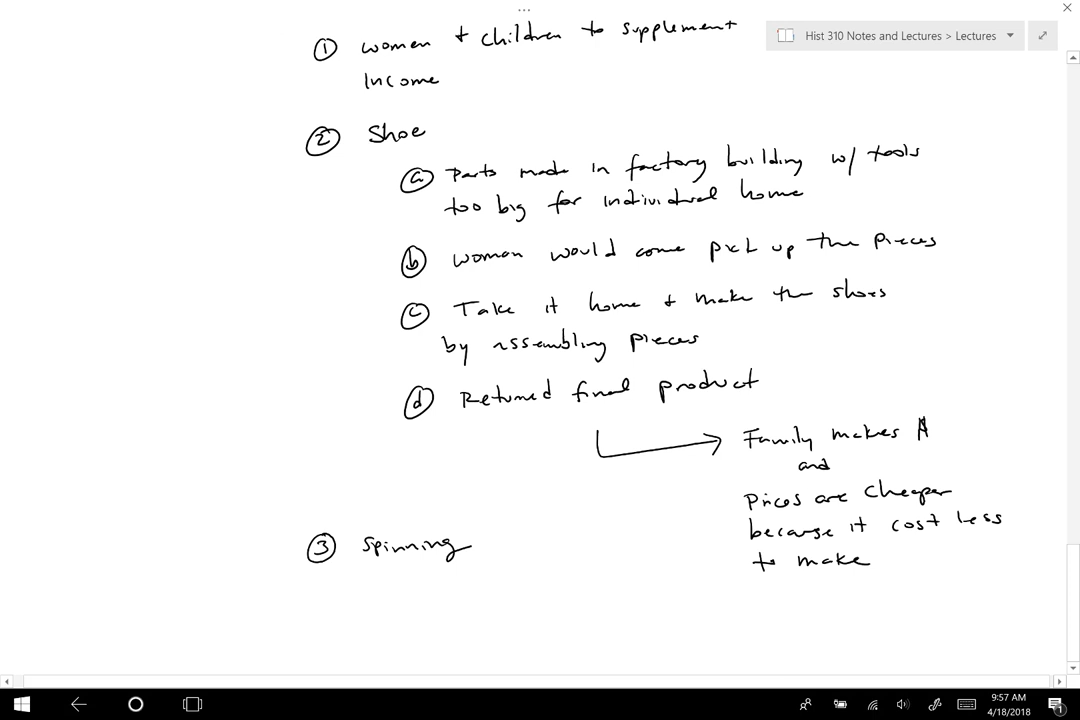 Hist 310 Notes and Lectures > Lectures
① women + children to supplement
Income
② Shoe
ⓐ Parts made in factory building w/ tools
too big for individual home
ⓑ women would come pick up the pieces
ⓒ Take it home + make the shoes
by assembling pieces
ⓓ Returned final product
Family makes $
and
Prices are cheaper
because it cost less
to make
③ Spinning
9:57 AM
4/18/2018
1